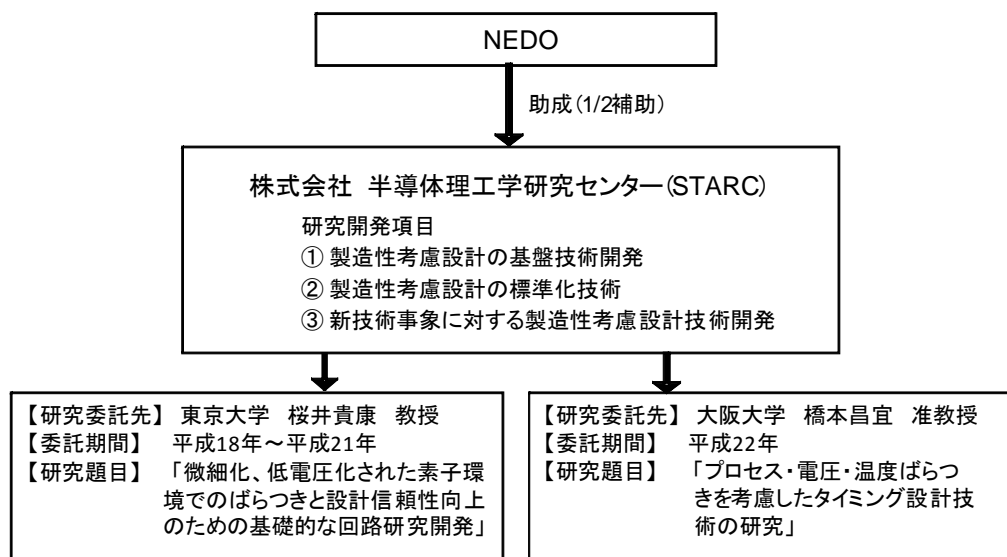 NEDO
助成(1/2補助)
株式会社 半導体理工学研究センター(STARC)
研究開発項目
① 製造性考慮設計の基盤技術開発
② 製造性考慮設計の標準化技術
③ 新技術事象に対する製造性考慮設計技術開発
【研究委託先】 東京大学 桜井貴康 教授
【委託期間】 平成18年～平成21年
【研究題目】 「微細化、低電圧化された素子環
境でのばらつきと設計信頼性向上
のための基礎的な回路研究開発」
【研究委託先】 大阪大学 橋本昌宜 准教授
【委託期間】 平成22年
【研究題目】 「プロセス・電圧・温度ばらつ
きを考慮したタイミング設計技
術の研究」